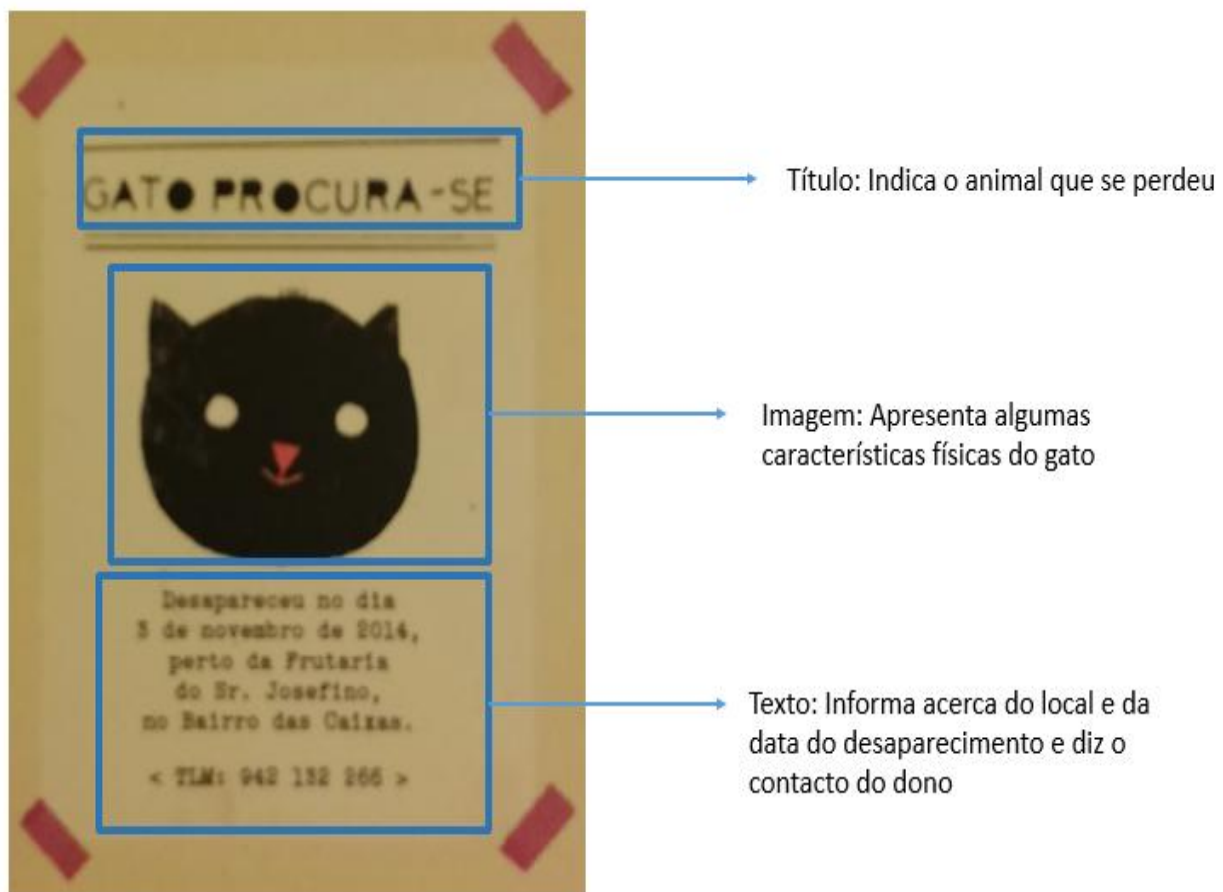 GATO PROCURA-SE
Título: Indica o animal que se perdeu
Imagem: Apresenta algumas
características físicas do gato
Desapareceu no dia
3 de novembro de 2014,
perto da Frutaria
do Sr. Josefino,
no Bairro das Caixas.
< TLM: 942 132 266 >
Texto: Informa acerca do local e da
data do desaparecimento e diz o
contacto do dono